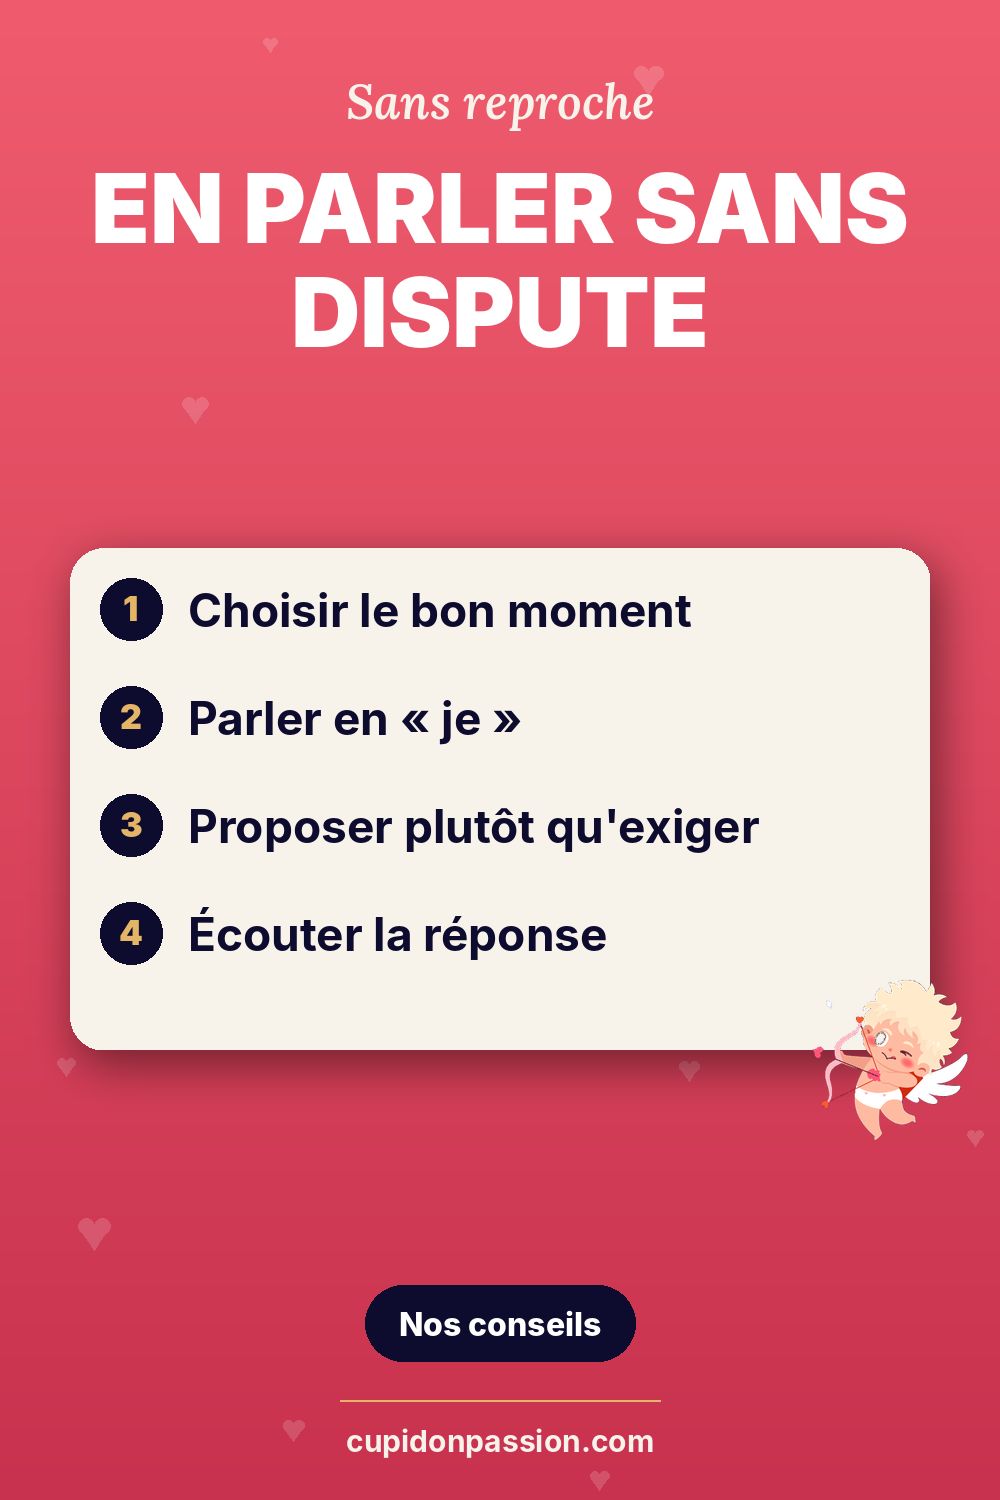 Sans reproche
EN PARLER SANS
DISPUTE
1 Choisir le bon moment
2 Parler en « je »
3 Proposer plutôt qu'exiger
4 Écouter la réponse
Nos conseils
cupidonpassion.com